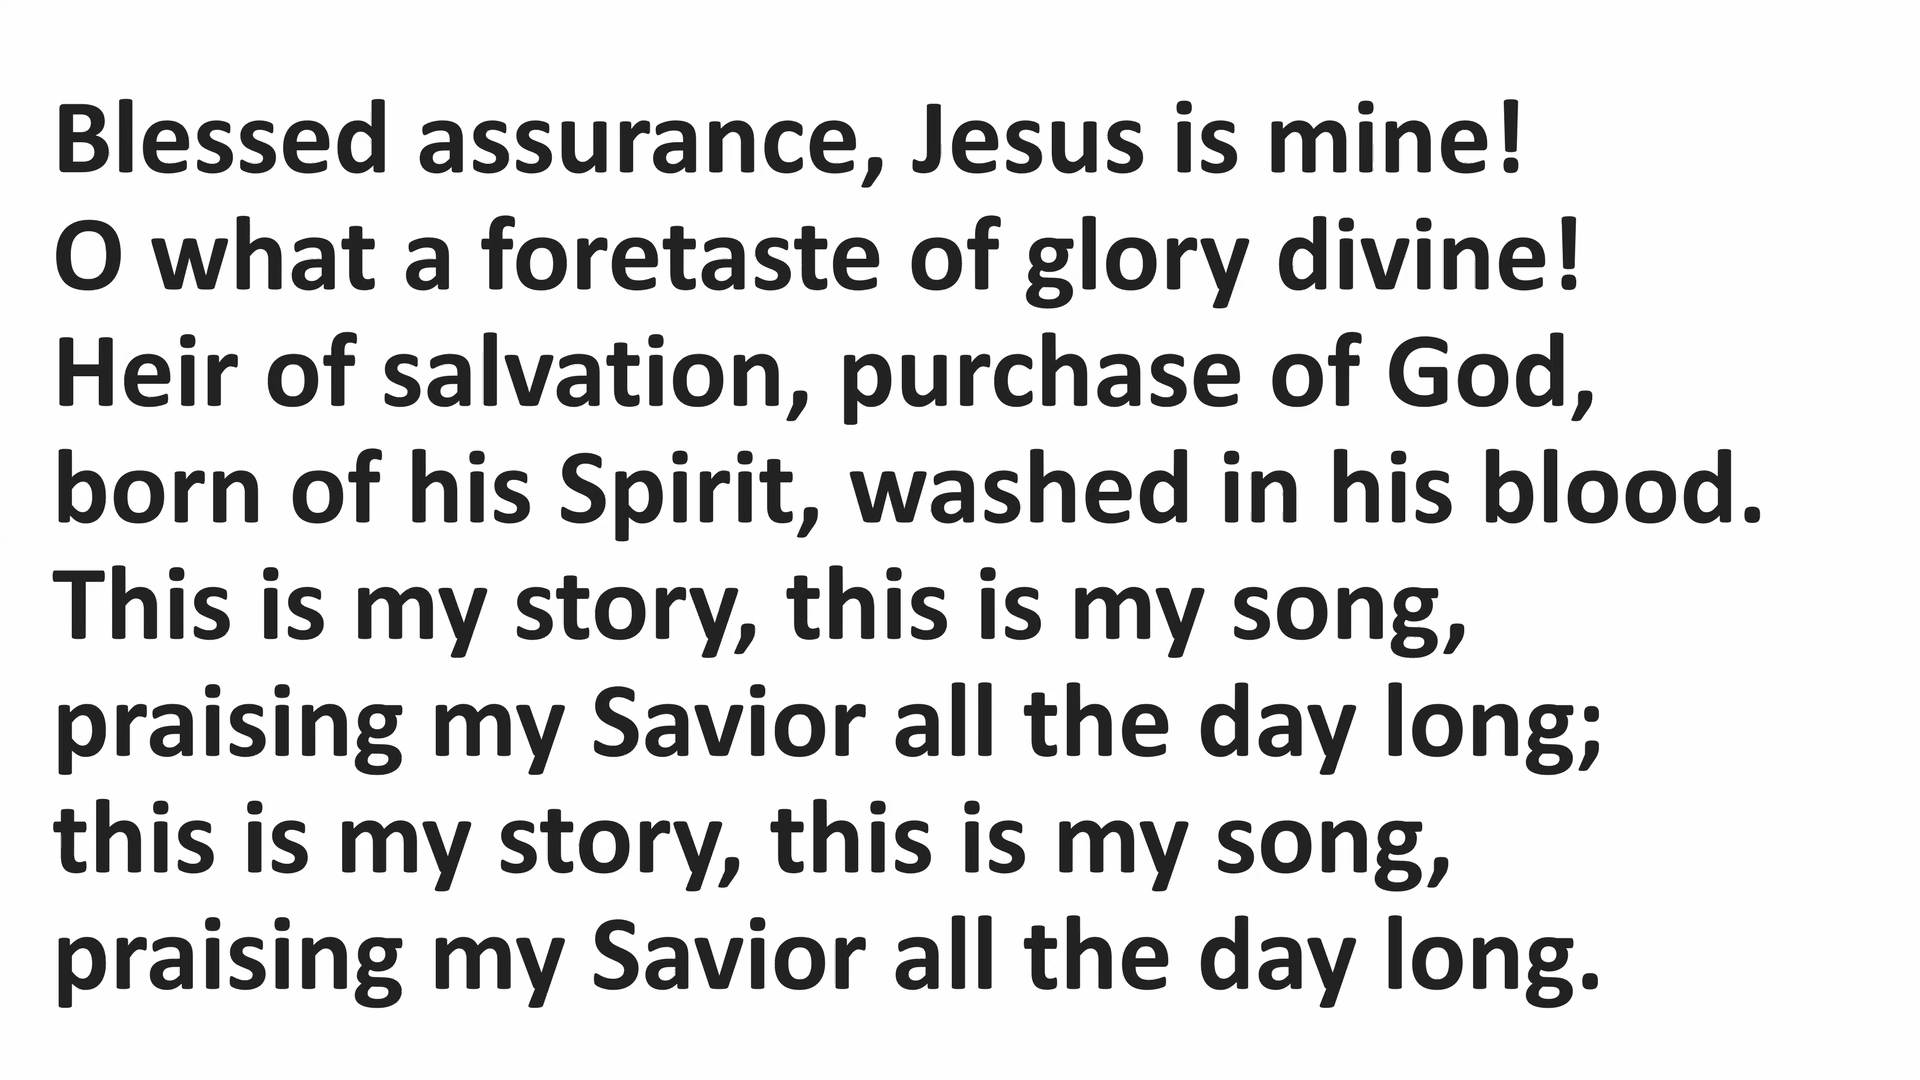 Blessed assurance, Jesus is mine!
O what a foretaste of glory divine!
Heir of salvation, purchase of God,
born of his Spirit, washed in his blood.
This is my story, this is my song,
praising my Savior all the day long;
this is my story, this is my song,
praising my Savior all the day long.